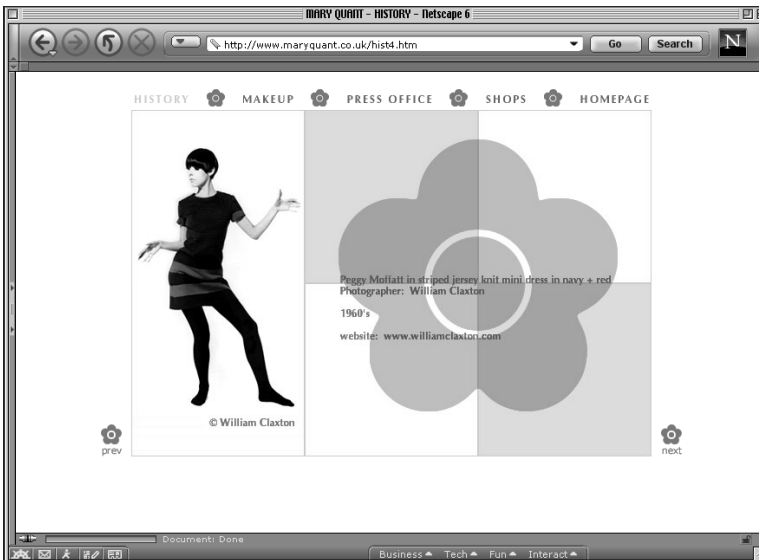 MARY QUANT - HISTORY - Netscape 6
http://www.maryquant.co.uk/hist4.htm
Go
Search
N
HISTORY MAKEUP PRESS OFFICE SHOPS HOMEPAGE
Peggy Moffatt in striped jersey knit mini dress in navy + red
Photographer: William Claxton
1960's
website: www.williamclaxton.com
© William Claxton
prev
next
Document: Done
Business Tech Fun Interact